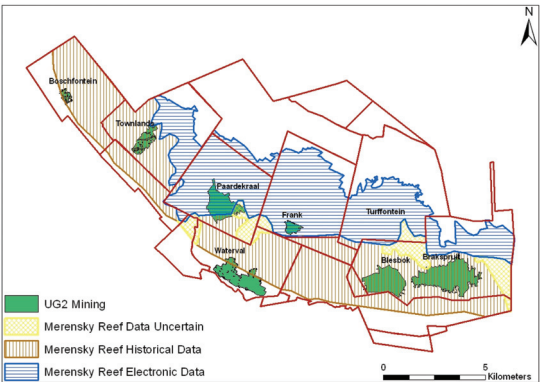 N
Boschfontein
Townlands
Paardekraal
Frank
Turffontein
Waterval
Blesbok
Brakspruit
UG2 Mining
Merensky Reef Data Uncertain
Merensky Reef Historical Data
Merensky Reef Electronic Data
0
5
Kilometers